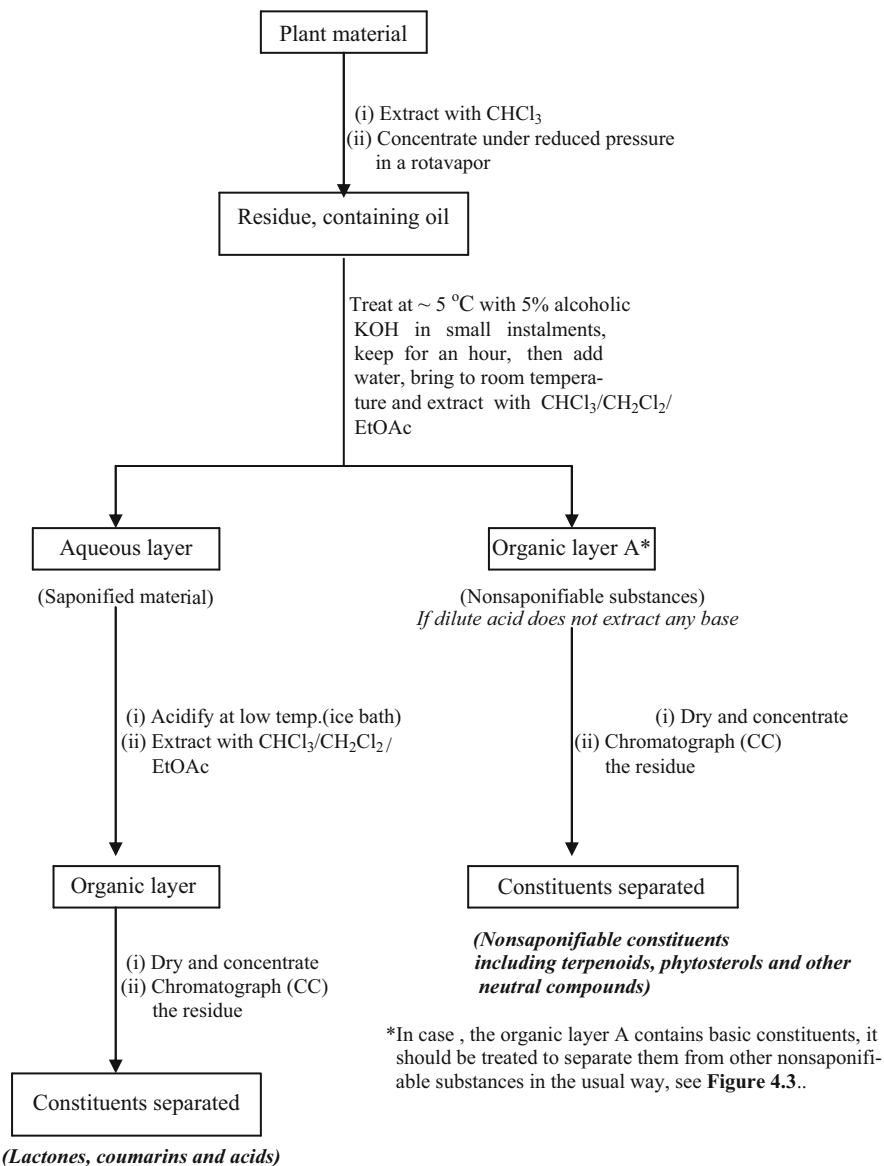 Plant material
(i) Extract with CHCl₃
(ii) Concentrate under reduced pressure
in a rotavapor
Residue, containing oil
Treat at ~ 5 °C with 5% alcoholic
KOH in small instalments,
keep for an hour, then add
water, bring to room tempera-
ture and extract with CHCl₃/CH₂Cl₂/
EtOAc
Aqueous layer
(Saponified material)
(i) Acidify at low temp.(ice bath)
(ii) Extract with CHCl₃/CH₂Cl₂/
EtOAc
Organic layer
(i) Dry and concentrate
(ii) Chromatograph (CC)
the residue
Constituents separated
(Lactones, coumarins and acids)
Organic layer A*
(Nonsaponifiable substances)
If dilute acid does not extract any base
(i) Dry and concentrate
(ii) Chromatograph (CC)
the residue
Constituents separated
(Nonsaponifiable constituents
including terpenoids, phytosterols and other
neutral compounds)
*In case , the organic layer A contains basic constituents, it
should be treated to separate them from other nonsaponifi-
able substances in the usual way, see Figure 4.3..